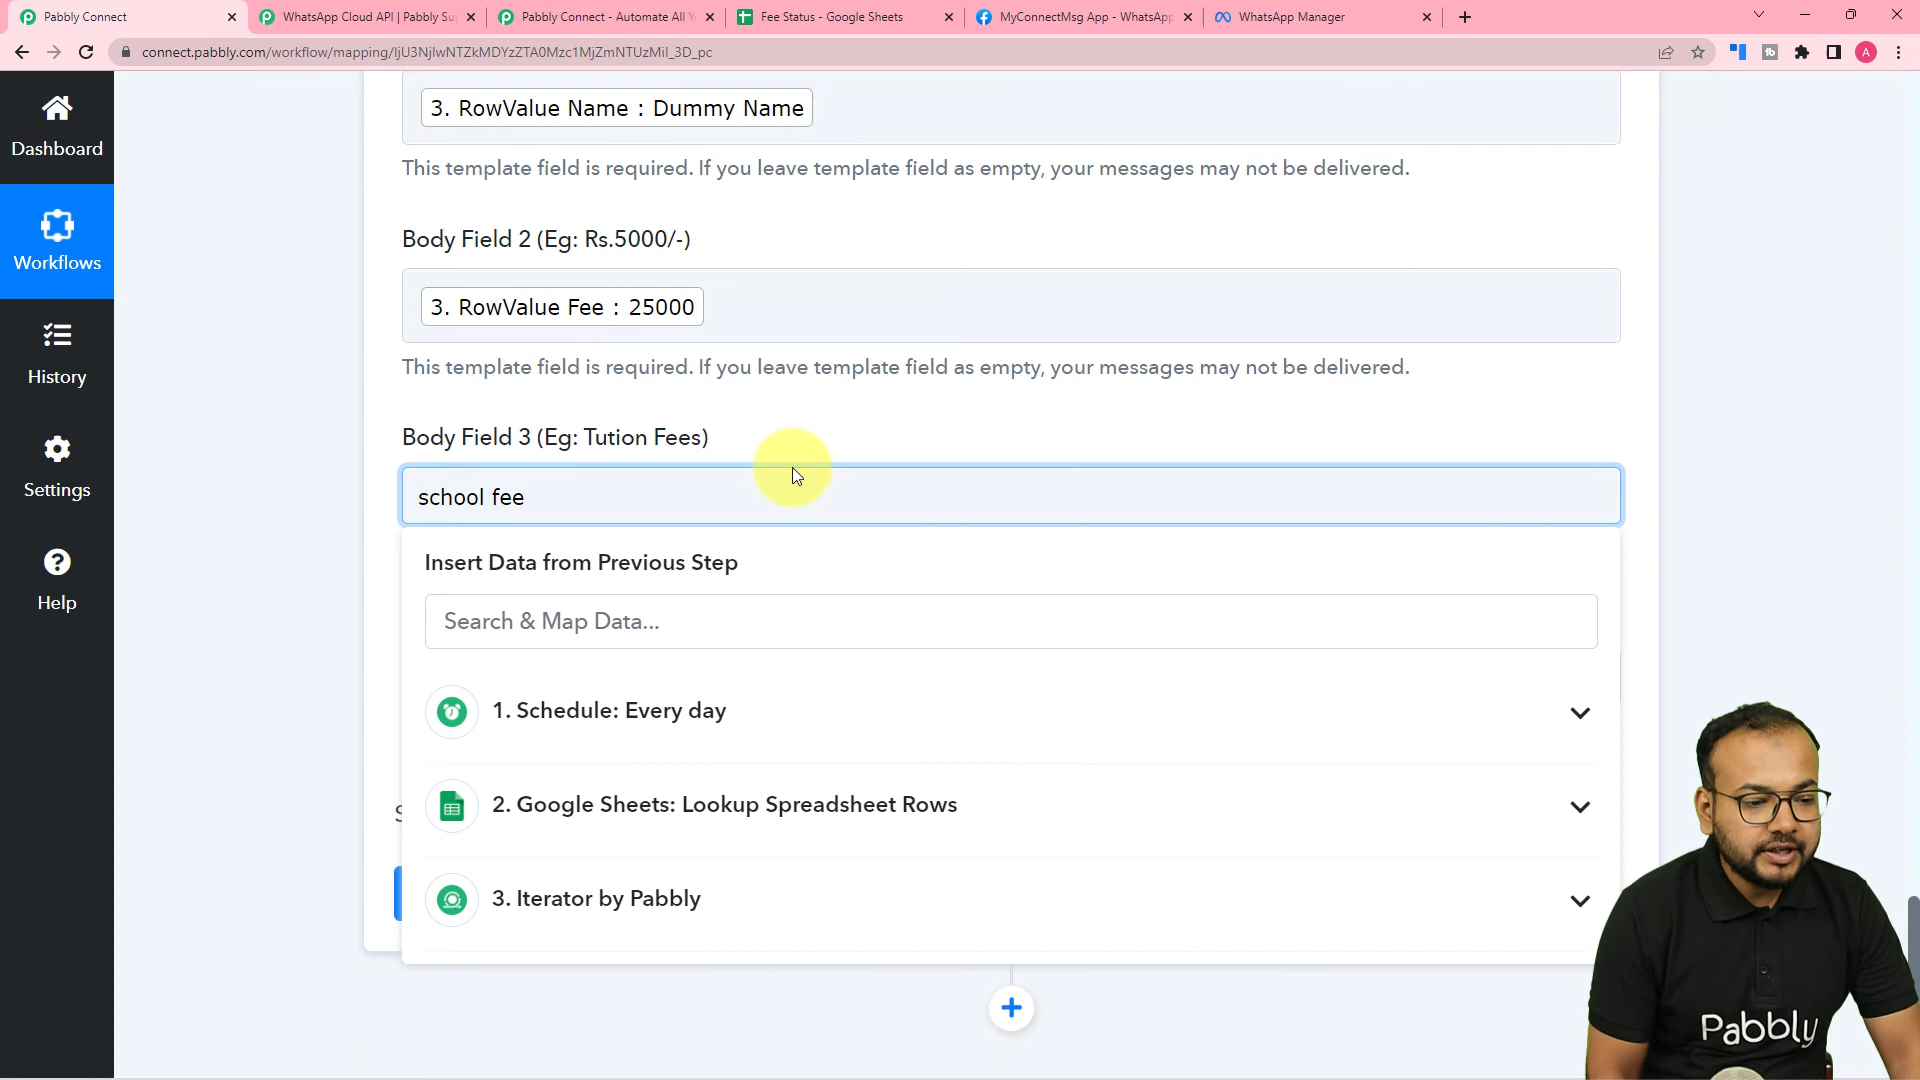 Pabbly Connect
WhatsApp Cloud API | Pabbly Su
Pabbly Connect - Automate All Y
Fee Status - Google Sheets
MyConnectMsg App - WhatsApp
WhatsApp Manager
connect.pabbly.com/workflow/mapping/IjU3NjIwNTZkMDYzZTA0Mzc1MjZmNTUzMiI_3D_pc
A
Dashboard
Workflows
History
Settings
Help
3. RowValue Name : Dummy Name
This template field is required. If you leave template field as empty, your messages may not be delivered.
Body Field 2 (Eg: Rs.5000/-)
3. RowValue Fee : 25000
This template field is required. If you leave template field as empty, your messages may not be delivered.
Body Field 3 (Eg: Tution Fees)
school fee
Insert Data from Previous Step
Search & Map Data...
1. Schedule: Every day
2. Google Sheets: Lookup Spreadsheet Rows
3. Iterator by Pabbly
Pabbly